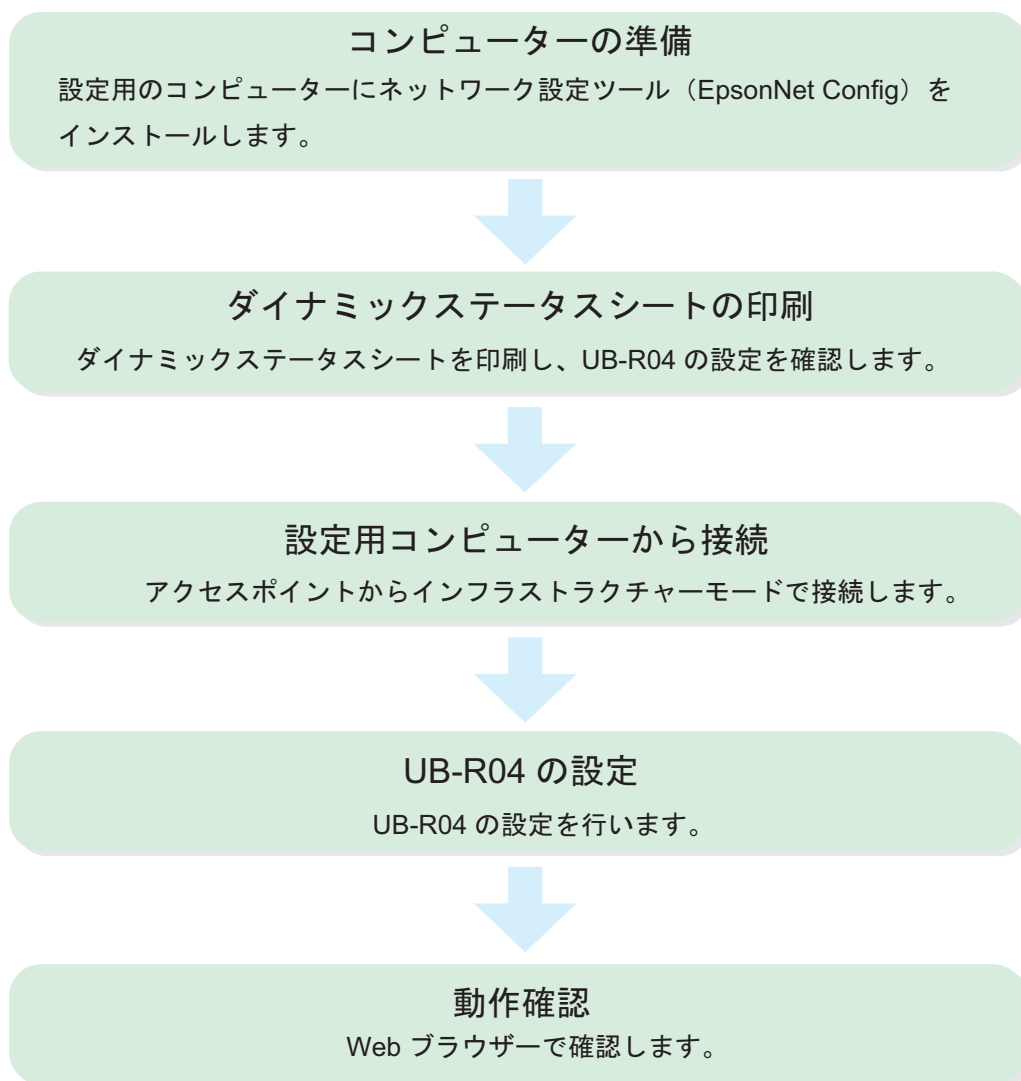 コンピューターの準備
設定用のコンピューターにネットワーク設定ツール（EpsonNet Config）を
インストールします。
ダイナミックステータスシートの印刷
ダイナミックステータスシートを印刷し、UB-R04 の設定を確認します。
設定用コンピューターから接続
アクセスポイントからインフラストラクチャーモードで接続します。
UB-R04 の設定
UB-R04 の設定を行います。
動作確認
Web ブラウザーで確認します。